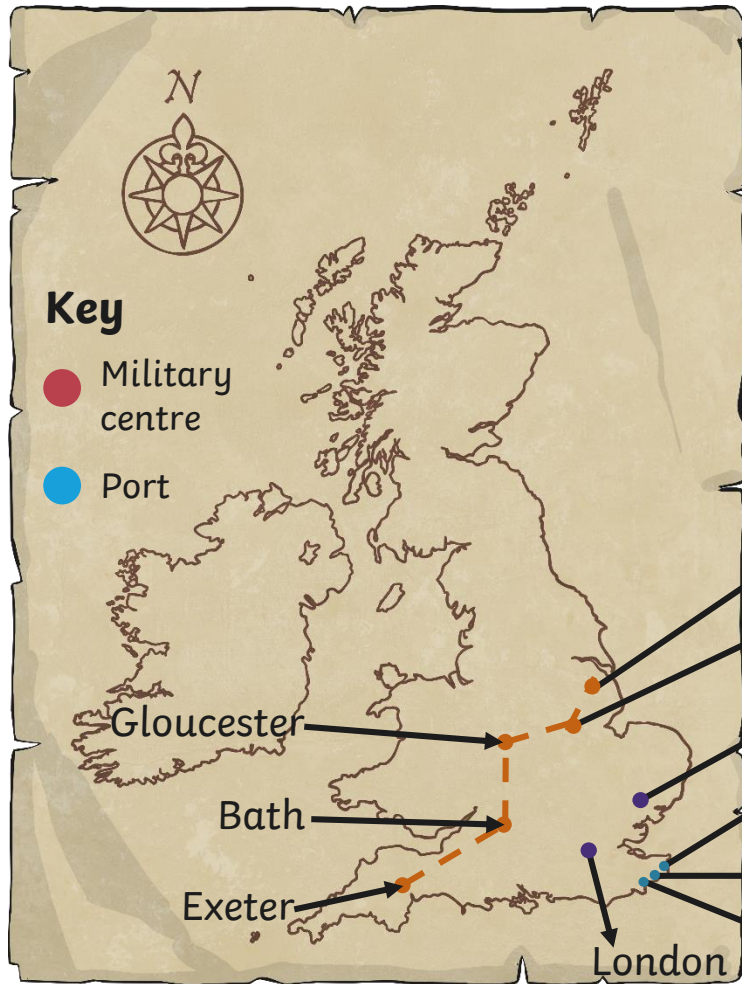 N
Key
Military
centre
Port
Gloucester
Bath
Exeter
London